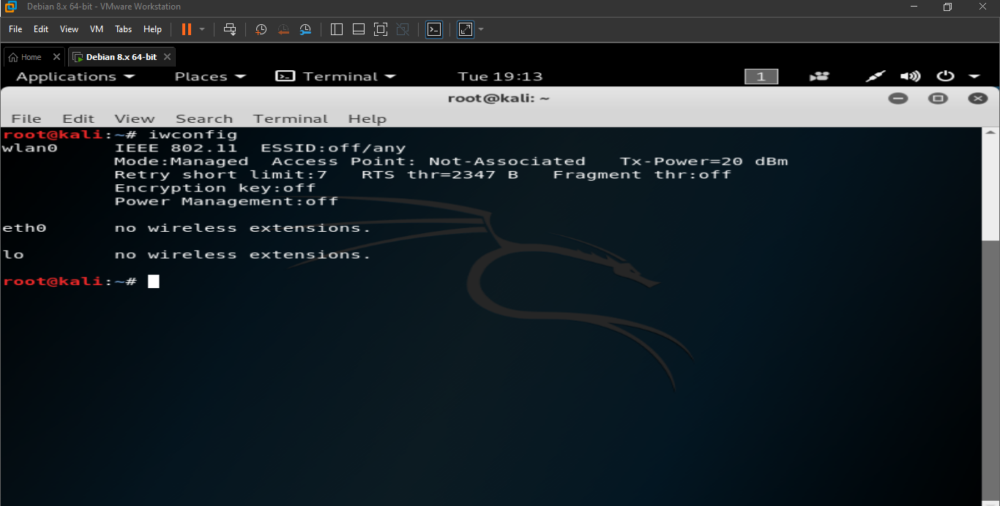 Debian 8.x 64-bit - VMware Workstation
File Edit View VM Tabs Help
Home Debian 8.x 64-bit
Applications Places Terminal Tue 19:13 1
root@kali: ~
File Edit View Search Terminal Help
root@kali:~# iwconfig
wlan0 IEEE 802.11 ESSID:off/any
Mode:Managed Access Point: Not-Associated Tx-Power=20 dBm
Retry short limit:7 RTS thr=2347 B Fragment thr:off
Encryption key:off
Power Management:off
eth0 no wireless extensions.
lo no wireless extensions.
root@kali:~#